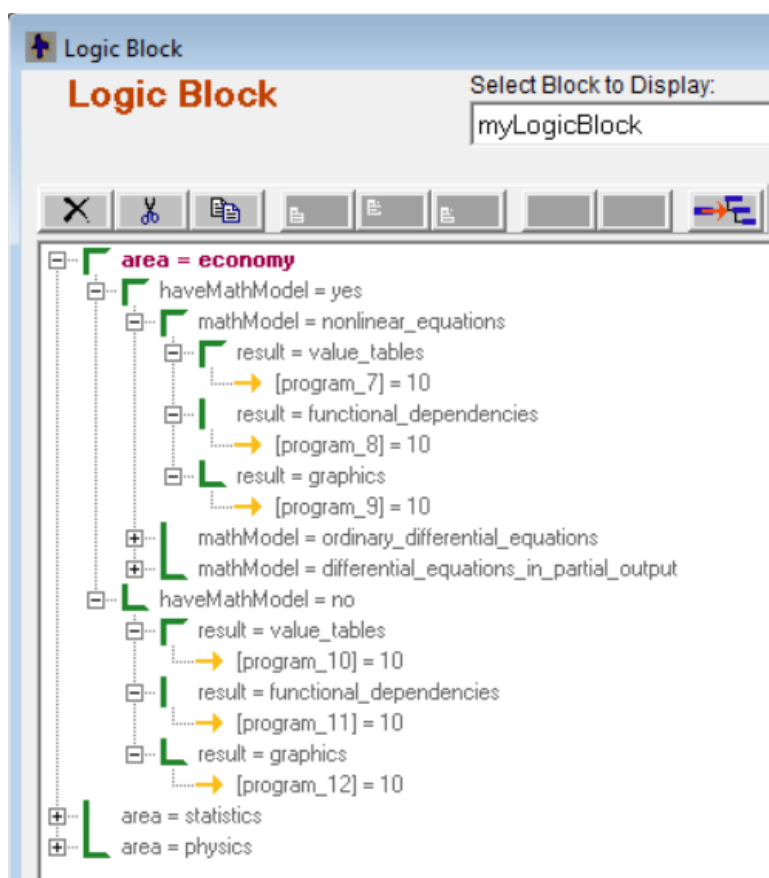 Logic Block
Logic Block
Select Block to Display:
myLogicBlock
area = economy
haveMathModel = yes
mathModel = nonlinear_equations
result = value_tables
[program_7] = 10
result = functional_dependencies
[program_8] = 10
result = graphics
[program_9] = 10
mathModel = ordinary_differential_equations
mathModel = differential_equations_in_partial_output
haveMathModel = no
result = value_tables
[program_10] = 10
result = functional_dependencies
[program_11] = 10
result = graphics
[program_12] = 10
area = statistics
area = physics